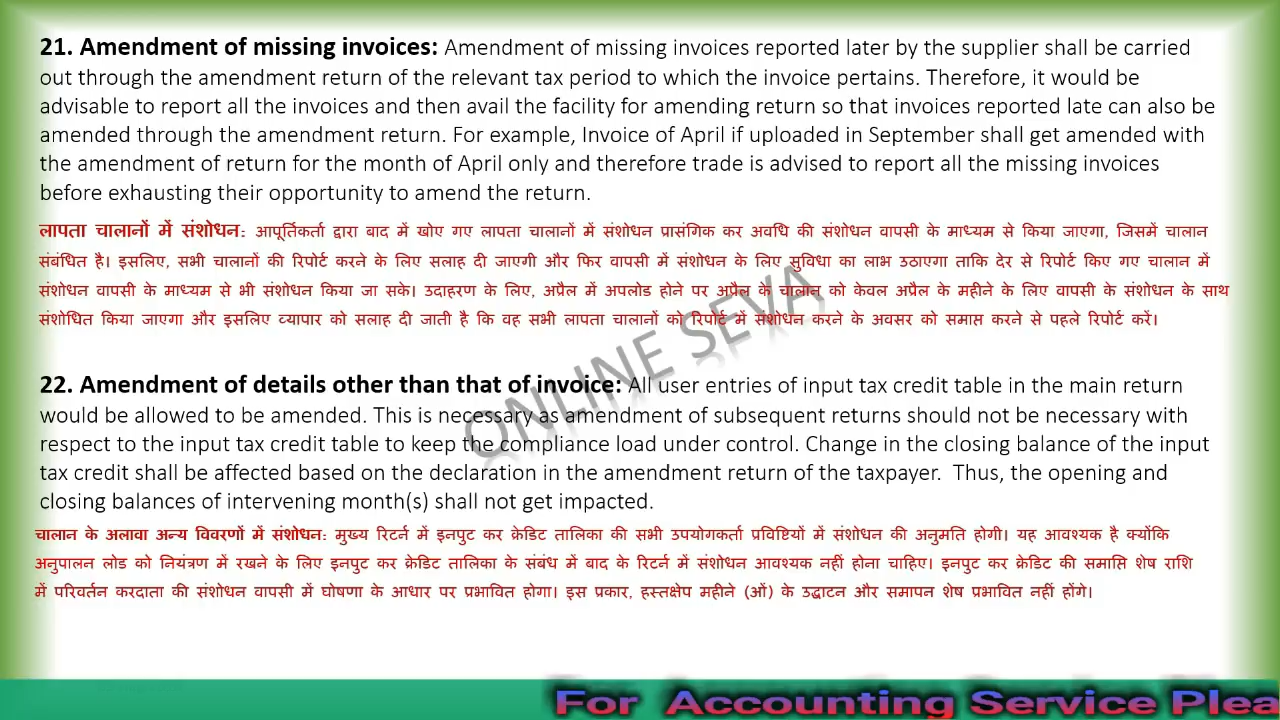 21. Amendment of missing invoices: Amendment of missing invoices reported later by the supplier shall be carried
out through the amendment return of the relevant tax period to which the invoice pertains. Therefore, it would be
advisable to report all the invoices and then avail the facility for amending return so that invoices reported late can also be
amended through the amendment return. For example, Invoice of April if uploaded in September shall get amended with
the amendment of return for the month of April only and therefore trade is advised to report all the missing invoices
before exhausting their opportunity to amend the return.
लापता चालानों में संशोधन: आपूर्तिकर्ता द्वारा बाद में खोए गए लापता चालानों में संशोधन प्रासंगिक कर अवधि की संशोधन वापसी के माध्यम से किया जाएगा, जिसमें चालान
संबंधित है। इसलिए, सभी चालानों की रिपोर्ट करने के लिए सलाह दी जाएगी और फिर वापसी में संशोधन के लिए सुविधा का लाभ उठाएगा ताकि देर से रिपोर्ट किए गए चालान में
संशोधन वापसी के माध्यम से भी संशोधन किया जा सके। उदाहरण के लिए, अप्रैल में अपलोड होने पर अप्रैल के चालान को केवल अप्रैल के महीने के लिए वापसी के संशोधन के साथ
संशोधित किया जाएगा और इसलिए व्यापार को सलाह दी जाती है कि वह सभी लापता चालानों को रिपोर्ट में संशोधन करने के अवसर को समाप्त करने से पहले रिपोर्ट करें।
ONLINE SEVA
22. Amendment of details other than that of invoice: All user entries of input tax credit table in the main return
would be allowed to be amended. This is necessary as amendment of subsequent returns should not be necessary with
respect to the input tax credit table to keep the compliance load under control. Change in the closing balance of the input
tax credit shall be affected based on the declaration in the amendment return of the taxpayer. Thus, the opening and
closing balances of intervening month(s) shall not get impacted.
चालान के अलावा अन्य विवरणों में संशोधन: मुख्य रिटर्न में इनपुट कर क्रेडिट तालिका की सभी उपयोगकर्ता प्रविष्टियों में संशोधन की अनुमति होगी। यह आवश्यक है क्योंकि
अनुपालन लोड को नियंत्रण में रखने के लिए इनपुट कर क्रेडिट तालिका के संबंध में बाद के रिटर्न में संशोधन आवश्यक नहीं होना चाहिए। इनपुट कर क्रेडिट की समाप्ति शेष राशि
में परिवर्तन करदाता की संशोधन वापसी में घोषणा के आधार पर प्रभावित होगा। इस प्रकार, हस्तक्षेप महीने (ओं) के उद्घाटन और समापन शेष प्रभावित नहीं होंगे।
For Accounting Service Plea